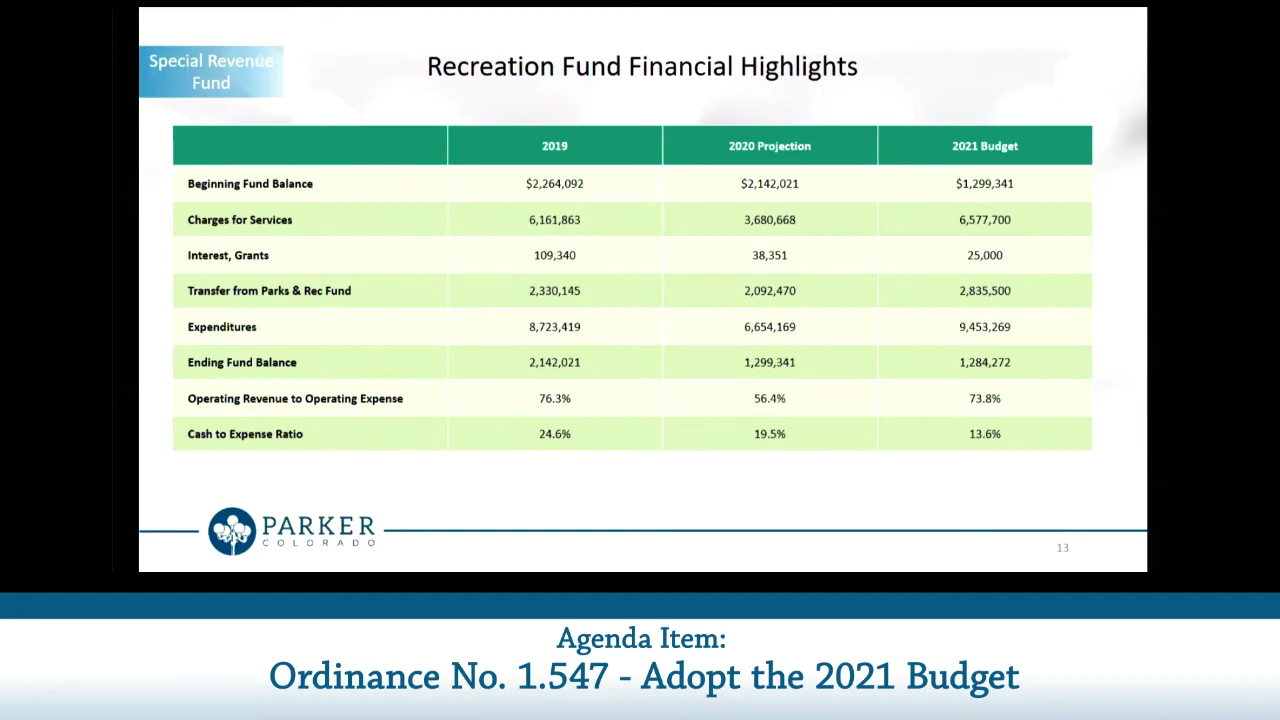 Special Revenue
Fund
Recreation Fund Financial Highlights
2019 2020 Projection 2021 Budget
Beginning Fund Balance $2,264,092 $2,142,021 $1,299,341
Charges for Services 6,161,863 3,680,668 6,577,700
Interest, Grants 109,340 38,351 25,000
Transfer from Parks & Rec Fund 2,330,145 2,092,470 2,835,500
Expenditures 8,723,419 6,654,169 9,453,269
Ending Fund Balance 2,142,021 1,299,341 1,284,272
Operating Revenue to Operating Expense 76.3% 56.4% 73.8%
Cash to Expense Ratio 24.6% 19.5% 13.6%
PARKER
COLORADO
13
Agenda Item:
Ordinance No. 1.547 - Adopt the 2021 Budget